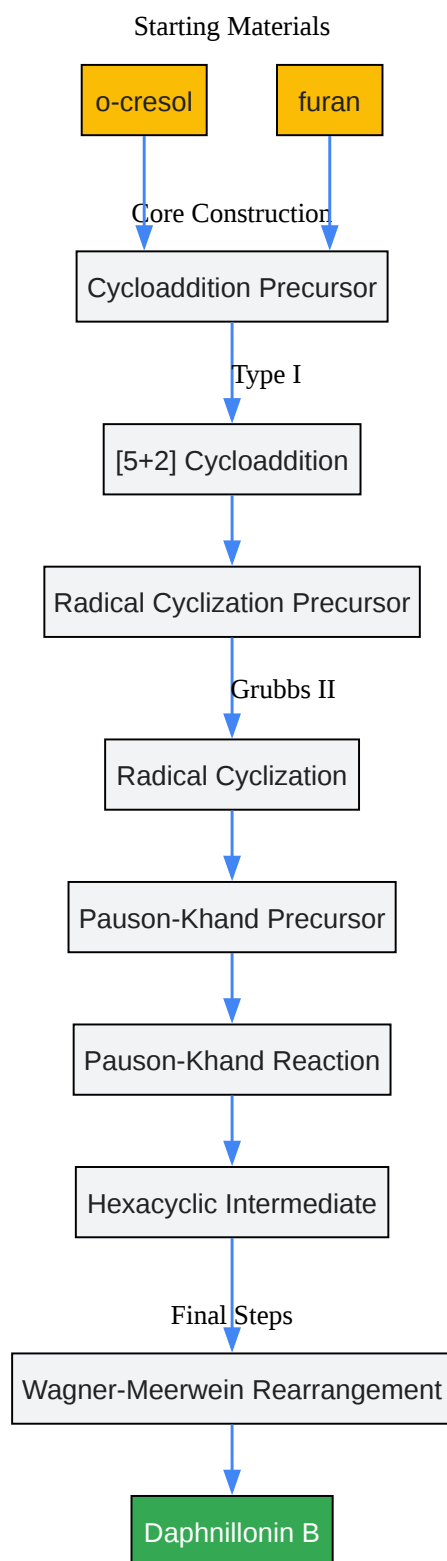 Starting Materials
o-cresol
furan
Core Construction
Cycloaddition Precursor
Type I
[5+2] Cycloaddition
Radical Cyclization Precursor
Grubbs II
Radical Cyclization
Pauson-Khand Precursor
Pauson-Khand Reaction
Hexacyclic Intermediate
Final Steps
Wagner-Meerwein Rearrangement
Daphnillonin B